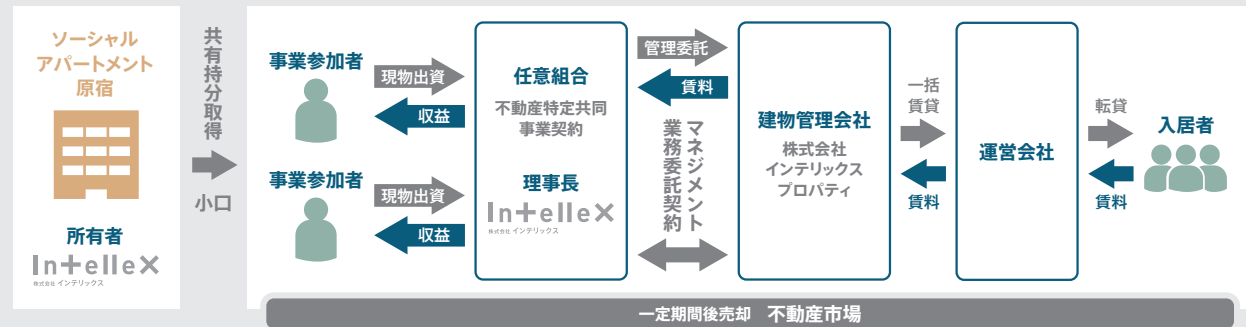 ソーシャル
アパートメント
原宿
所有者
In+elleX
株式会社 インテリックス
共有持分取得
小口
事業参加者
現物出資
収益
事業参加者
現物出資
収益
任意組合
不動産特定共同
事業契約
理事長
In+elleX
株式会社 インテリックス
管理委託
賃料
マネジメント
業務委託契約
建物管理会社
株式会社
インテリックス
プロパティ
一括
賃貸
賃料
運営会社
転貸
賃料
入居者
一定期間後売却 不動産市場